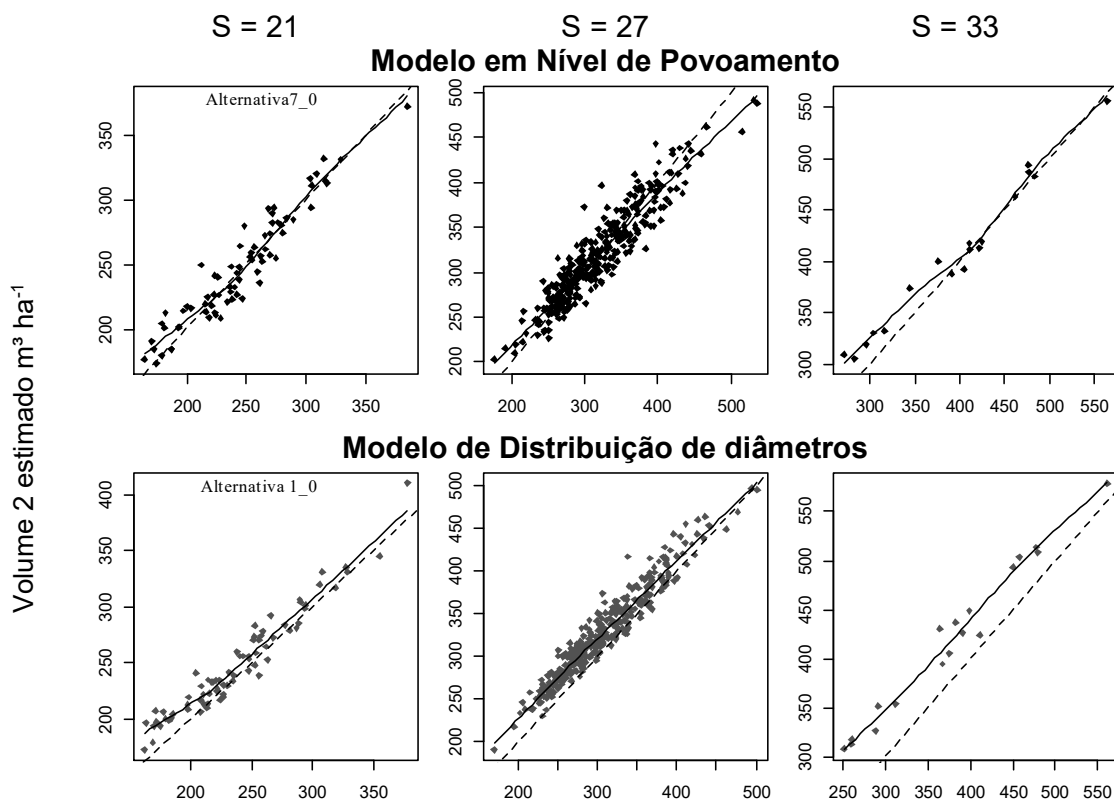 S = 21 S = 27 S = 33
Modelo em Nível de Povoamento
Alternativa7_0
350
300
250
200
200 250 300 350
500
450
400
350
300
250
200
200 300 400 500
550
500
450
400
350
300
300 350 400 450 500 550
Modelo de Distribuição de diâmetros
Alternativa 1_0
400
350
300
250
200
200 250 300 350
500
450
400
350
300
250
200
200 250 300 350 400 450 500
500
400
300
250 300 350 400 450 500 550
Volume 2 estimado m³ ha⁻¹